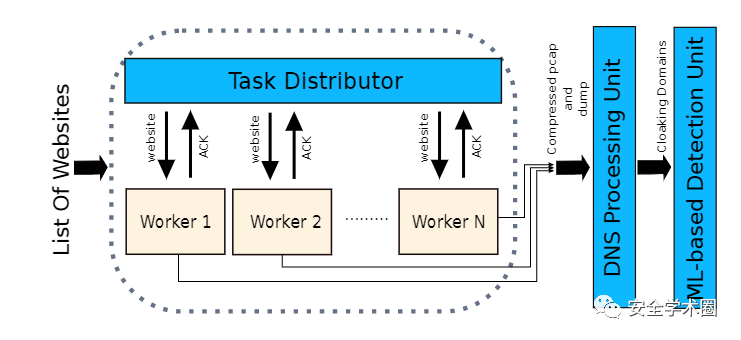 List Of Websites
Task Distributor
website
ACK
website
ACK
website
ACK
Worker 1
Worker 2
.........
Worker N
Compressed pcap
and
dump
DNS Processing Unit
Cloaking Domains
ML-based Detection Unit
安全学术圈